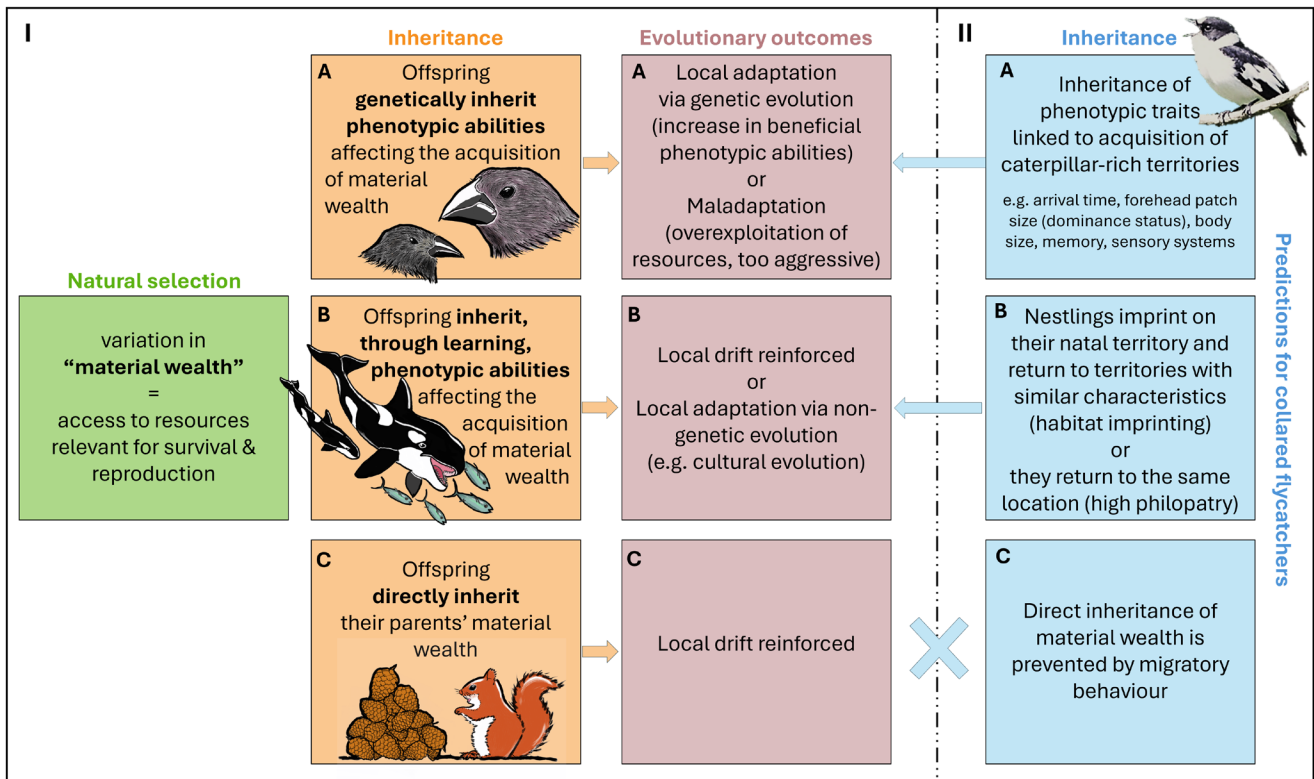 I
Natural selection
variation in
“material wealth”
=
access to resources
relevant for survival &
reproduction
Inheritance
A
Offspring
genetically inherit
phenotypic abilities
affecting the acquisition
of material
wealth
B
Offspring inherit,
through learning,
phenotypic abilities
affecting the
acquisition
of material
wealth
C
Offspring
directly inherit
their parents’ material
wealth
Evolutionary outcomes
A
Local adaptation
via genetic evolution
(increase in beneficial
phenotypic abilities)
or
Maladaptation
(overexploitation of
resources, too aggressive)
B
Local drift reinforced
or
Local adaptation via non-
genetic evolution
(e.g. cultural evolution)
C
Local drift reinforced
II
Inheritance
A
Inheritance of
phenotypic traits
linked to acquisition of
caterpillar-rich territories
e.g. arrival time, forehead patch
size (dominance status), body
size, memory, sensory systems
B
Nestlings imprint on
their natal territory and
return to territories with
similar characteristics
(habitat imprinting)
or
they return to the same
location (high philopatry)
C
Direct inheritance of
material wealth is
prevented by migratory
behaviour
Predictions for collared flycatchers